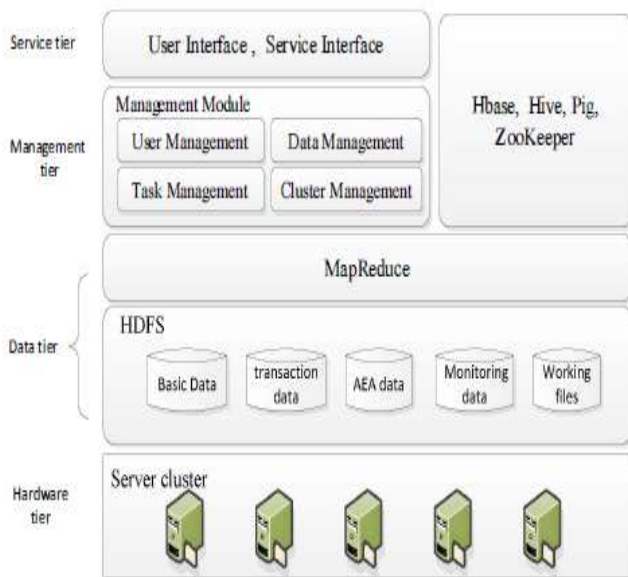 Service tier
User Interface , Service Interface
Hbase, Hive, Pig,
ZooKeeper
Management
tier
Management Module
User Management
Data Management
Task Management
Cluster Management
Data tier
MapReduce
HDFS
Basic Data
transaction
data
AEA data
Monitoring
data
Working
files
Hardware
tier
Server cluster